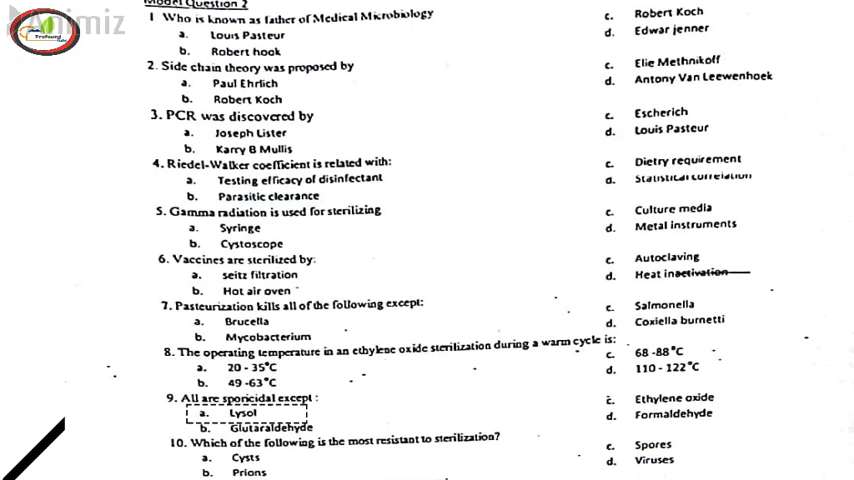 Model Question 2
Animiz
1 Who is known as father of Medical Microbiology
a. Louis Pasteur
b. Robert hook
c. Robert Koch
d. Edwar jenner
2. Side chain theory was proposed by
a. Paul Ehrlich
b. Robert Koch
c. Elie Methnikoff
d. Antony Van Leewenhoek
3. PCR was discovered by
a. Joseph Lister
b. Karry B Mullis
c. Escherich
d. Louis Pasteur
4. Riedel-Walker coefficient is related with:
a. Testing efficacy of disinfectant
b. Parasitic clearance
c. Dietry requirement
d. Statistical correlation
5. Gamma radiation is used for sterilizing
a. Syringe
b. Cystoscope
c. Culture media
d. Metal instruments
6. Vaccines are sterilized by:
a. seitz filtration
b. Hot air oven
c. Autoclaving
d. Heat inactivation
7. Pasteurization kills all of the following except:
a. Brucella
b. Mycobacterium
c. Salmonella
d. Coxiella burnetti
8. The operating temperature in an ethylene oxide sterilization during a warm cycle is:
a. 20 - 35°C
b. 49 -63°C
c. 68 -88°C
d. 110 - 122°C
9. All are sporicidal except :
a. Lysol
b. Glutaraldehyde
c. Ethylene oxide
d. Formaldehyde
10. Which of the following is the most resistant to sterilization?
a. Cysts
b. Prions
c. Spores
d. Viruses